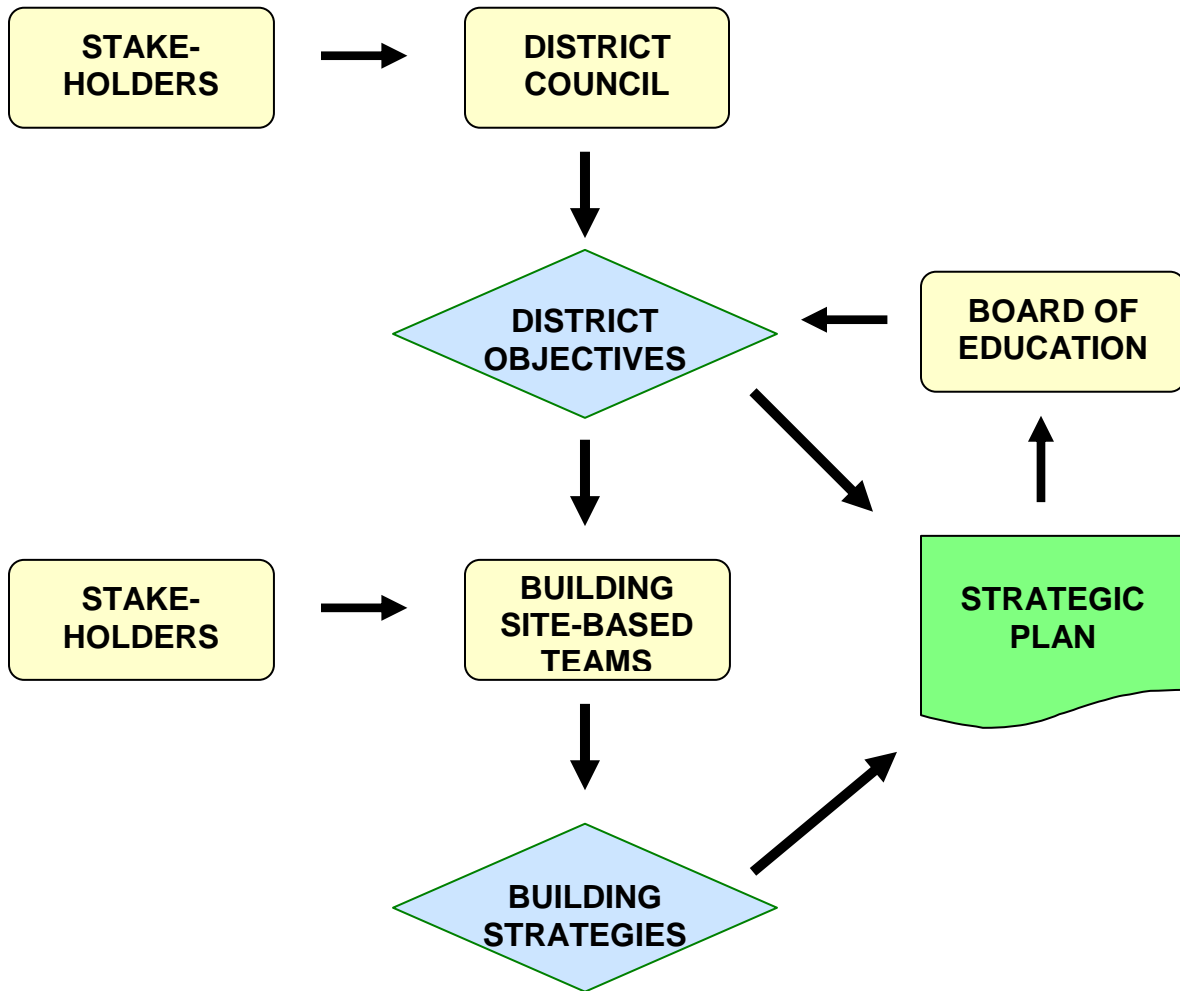 STAKE-
HOLDERS
DISTRICT
COUNCIL
DISTRICT
OBJECTIVES
BOARD OF
EDUCATION
STAKE-
HOLDERS
BUILDING
SITE-BASED
TEAMS
STRATEGIC
PLAN
BUILDING
STRATEGIES